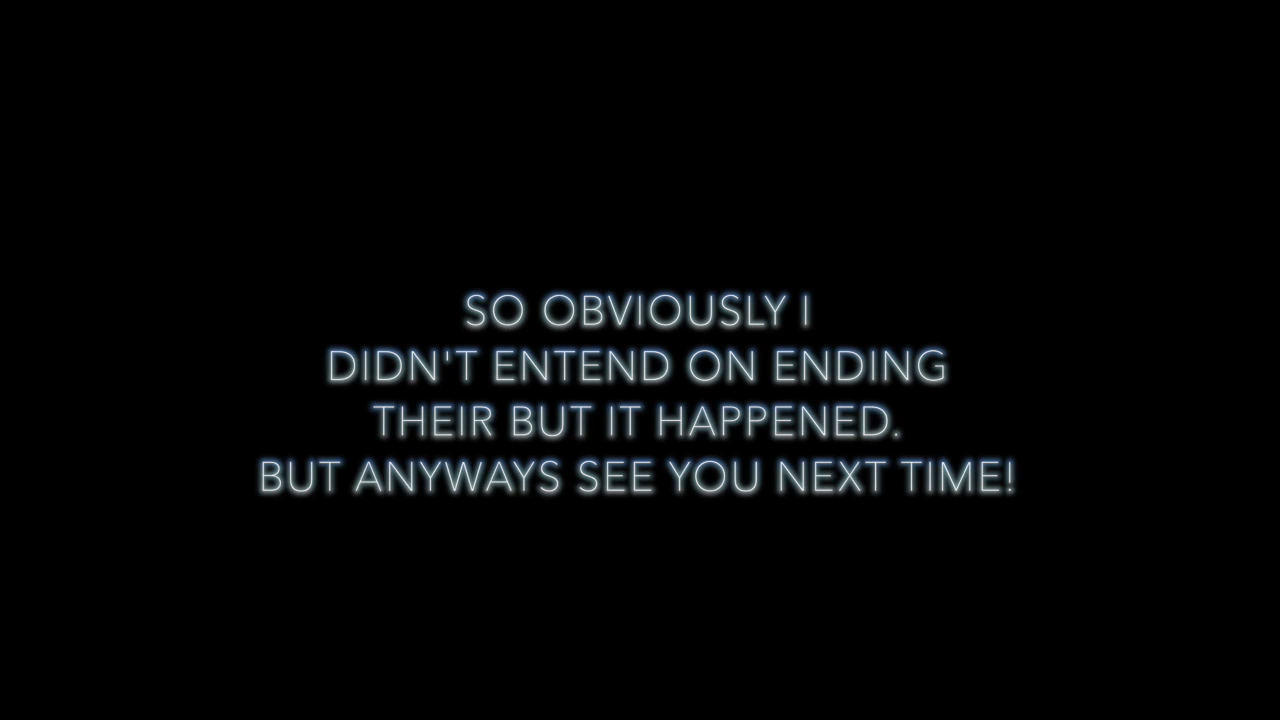 SO OBVIOUSLY I
DIDN'T ENTEND ON ENDING
THEIR BUT IT HAPPENED.
BUT ANYWAYS SEE YOU NEXT TIME!